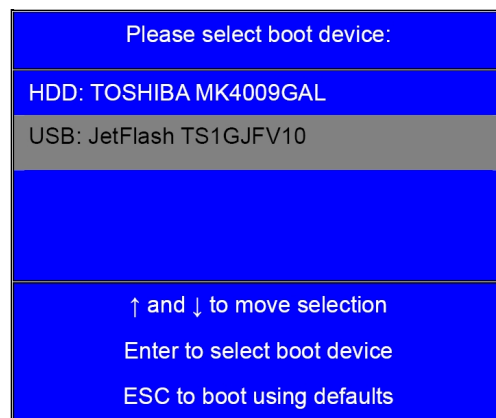 Please select boot device:
HDD: TOSHIBA MK4009GAL
USB: JetFlash TS1GJFV10
↑ and ↓ to move selection
Enter to select boot device
ESC to boot using defaults